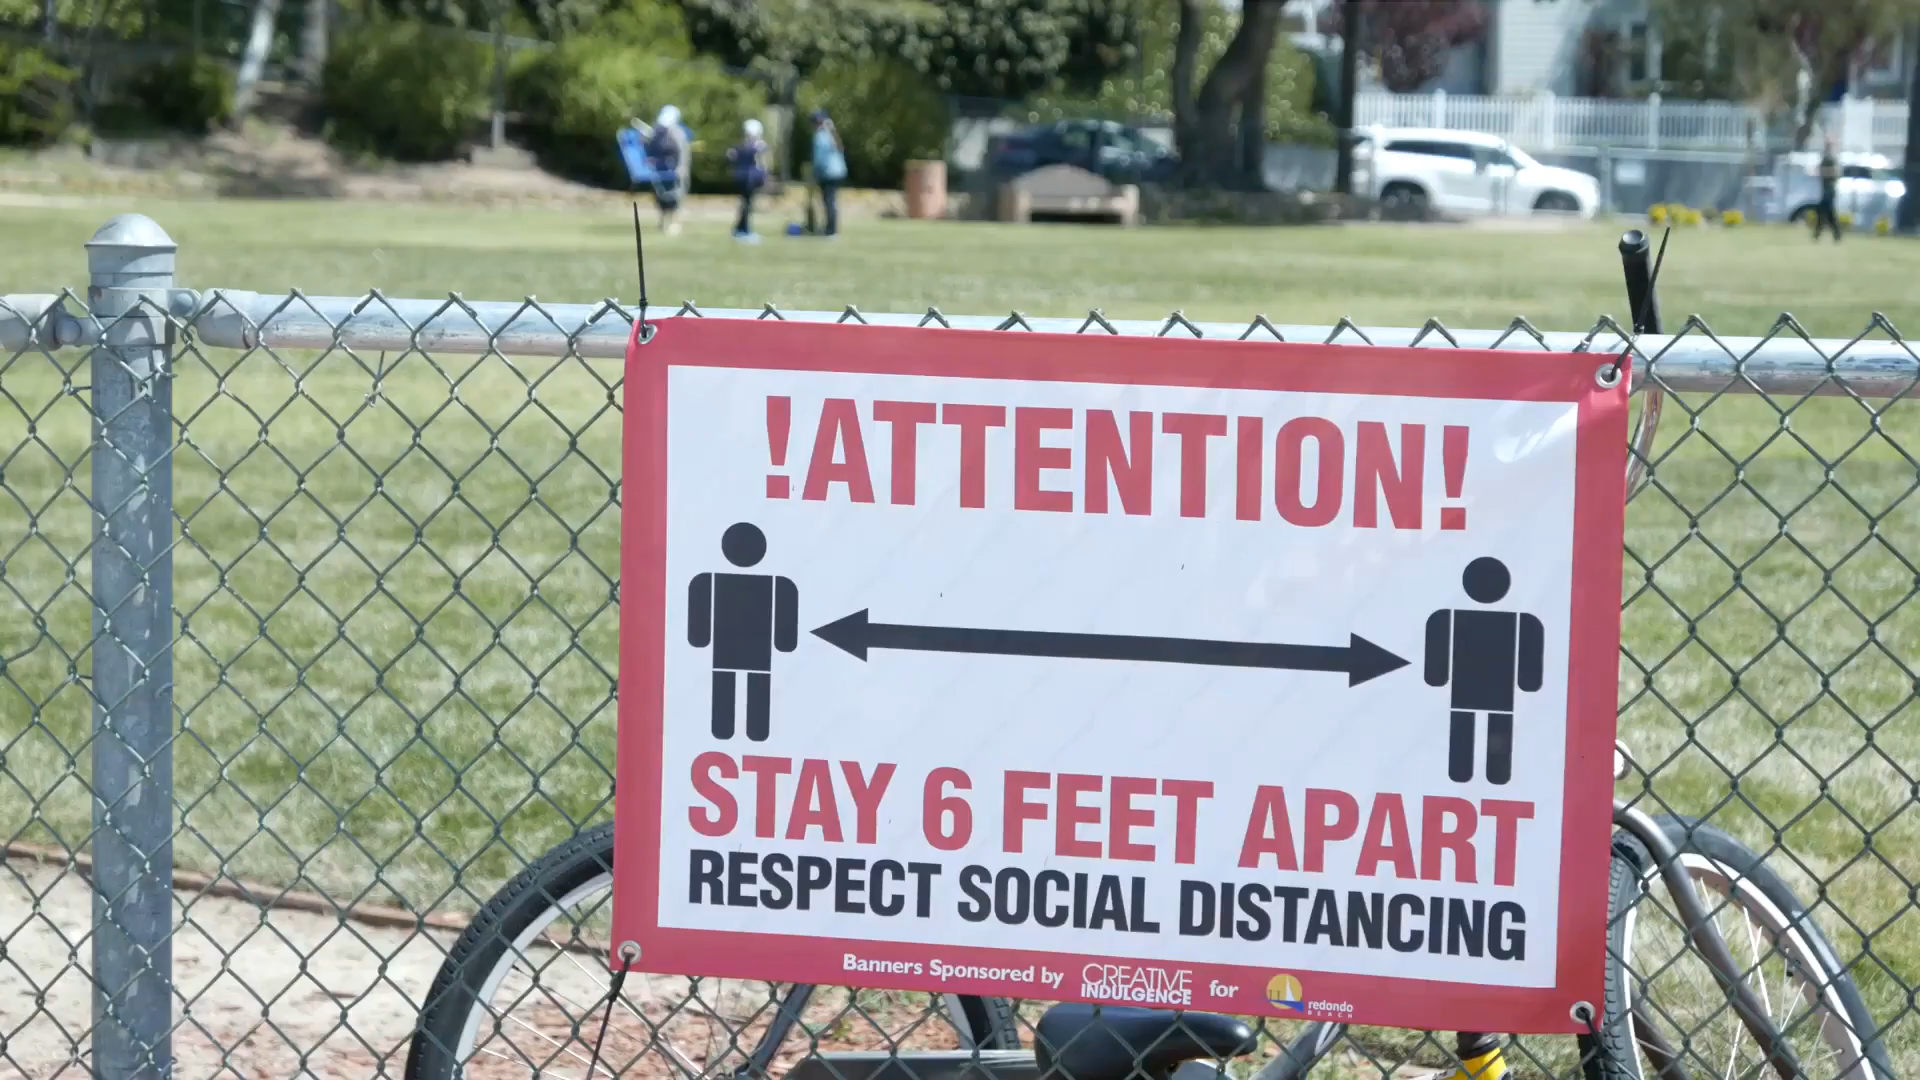 !ATTENTION!
STAY 6 FEET APART
RESPECT SOCIAL DISTANCING
Banners Sponsored by CREATIVE INDULGENCE for redondo BEACH